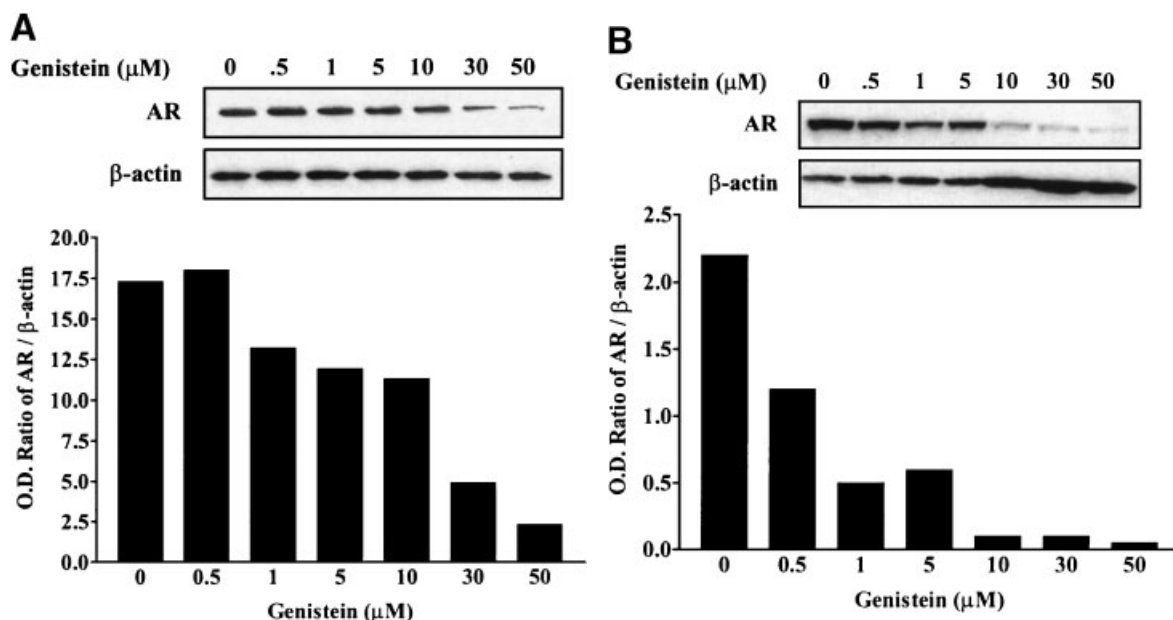 A
Genistein (μM) 0 .5 1 5 10 30 50
AR
β-actin
O.D. Ratio of AR / β-actin
20.0
17.5
15.0
12.5
10.0
7.5
5.0
2.5
0.0
0 0.5 1 5 10 30 50
Genistein (μM)
B
Genistein (μM) 0 .5 1 5 10 30 50
AR
β-actin
O.D. Ratio of AR / β-actin
2.5
2.0
1.5
1.0
0.5
0.0
0 0.5 1 5 10 30 50
Genistein (μM)